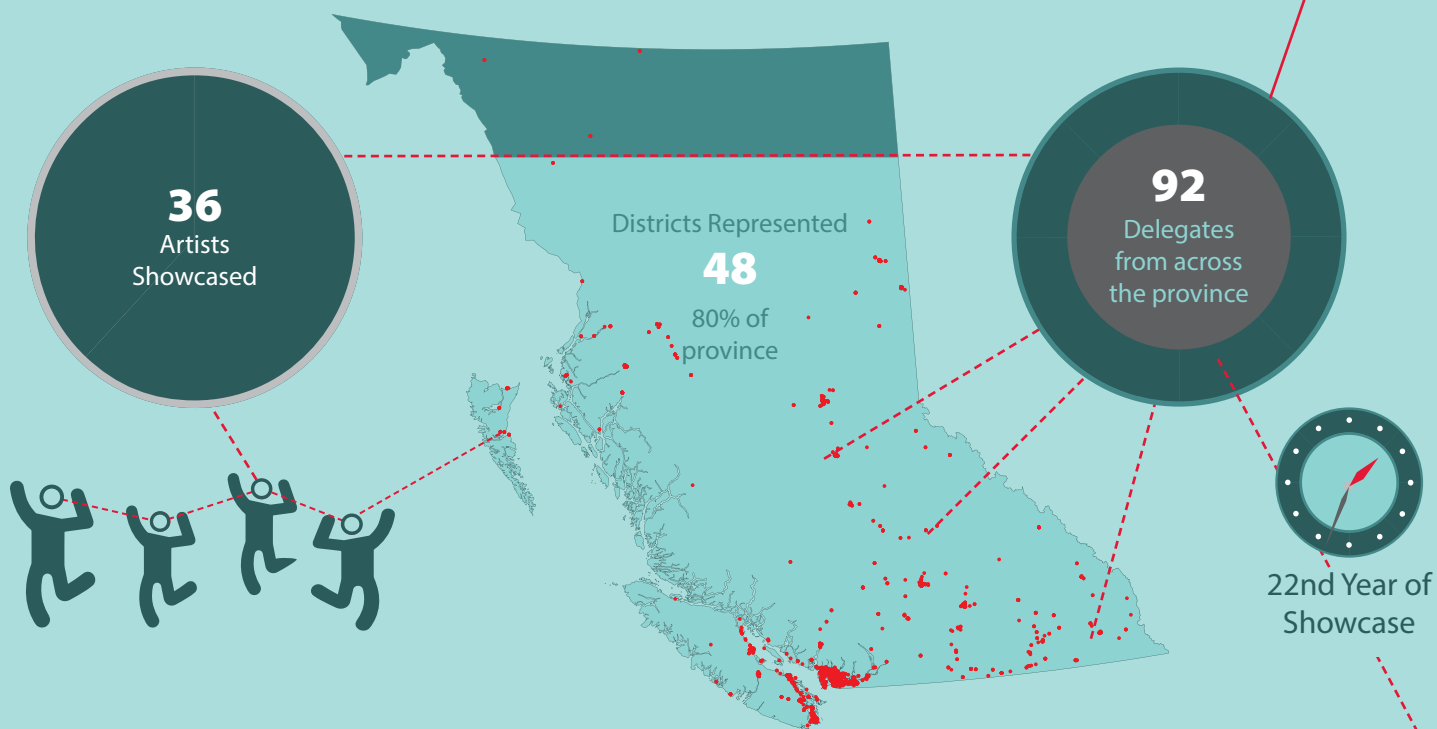 36
Artists
Showcased
Districts Represented
48
80% of
province
92
Delegates
from across
the province
22nd Year of
Showcase